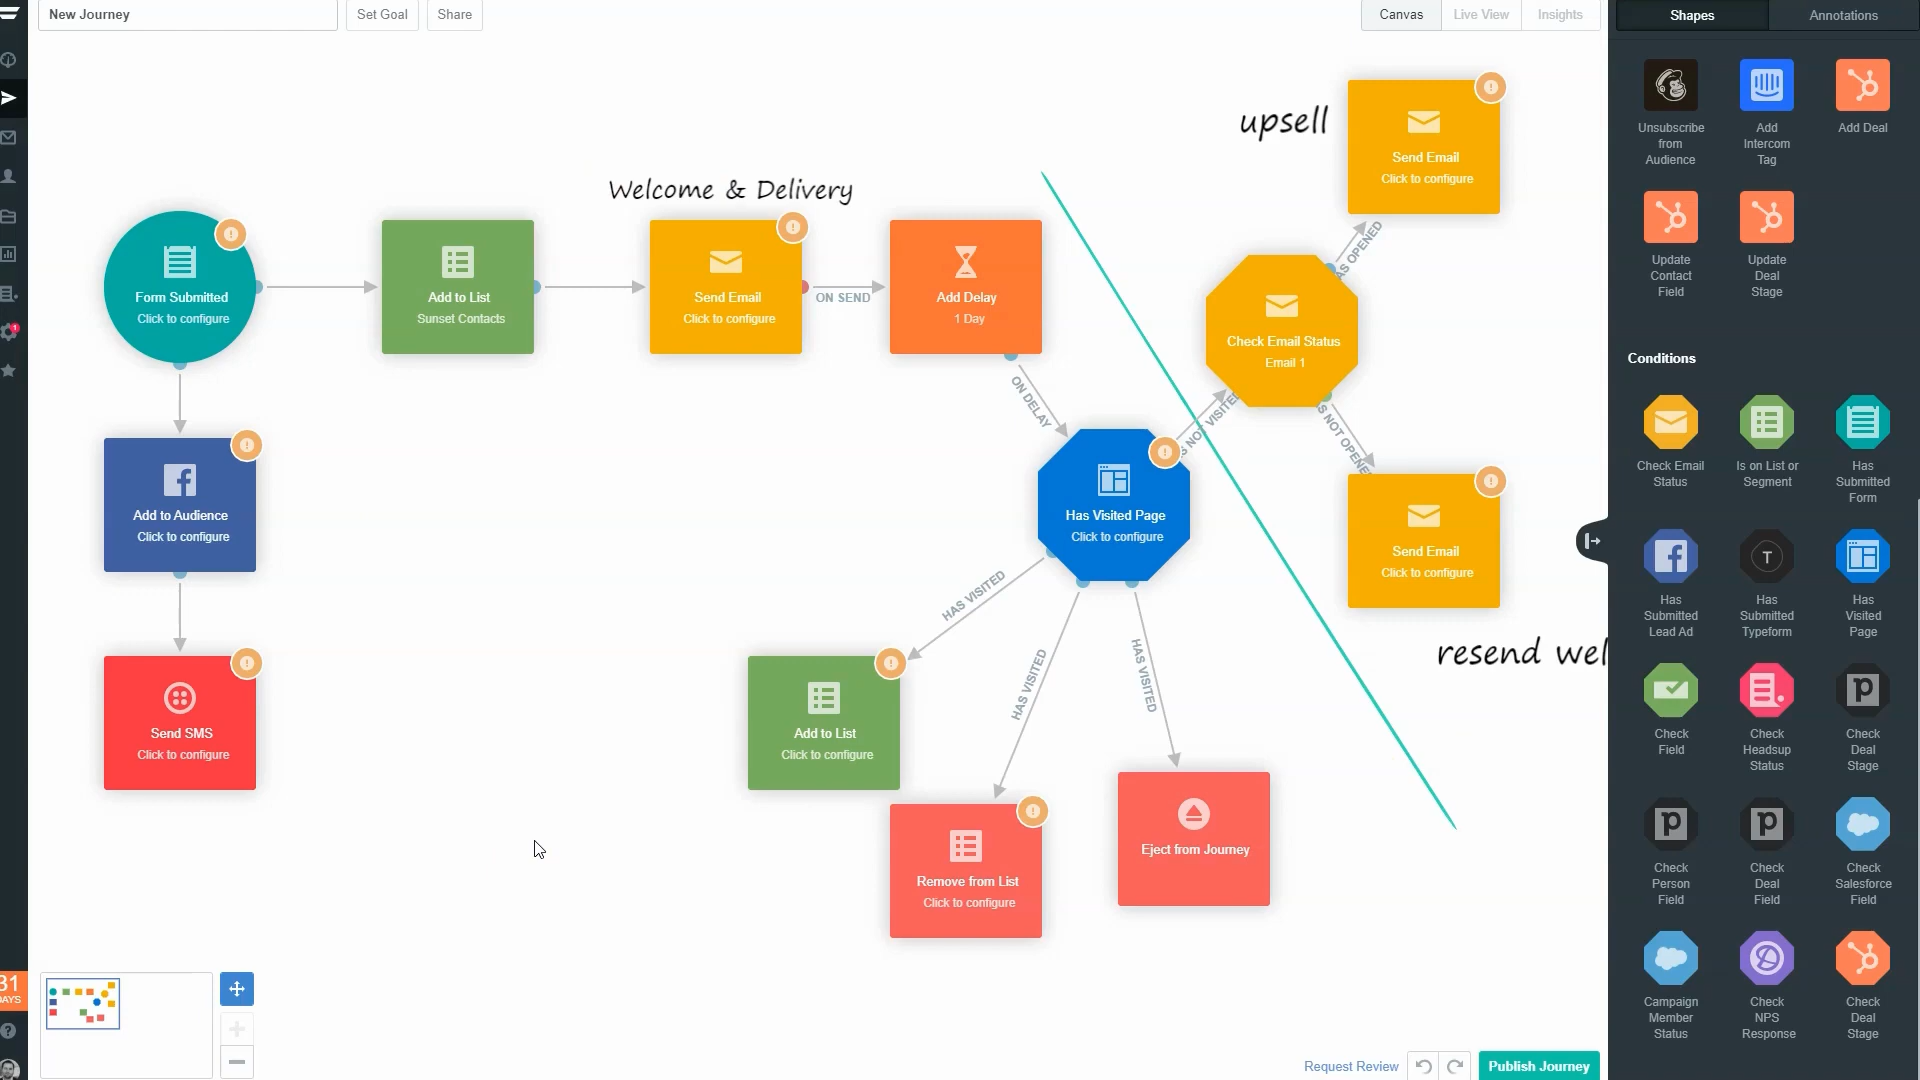 New Journey
Set Goal
Share
Canvas
Live View
Insights
Shapes
Annotations
upsell
Welcome & Delivery
Send Email
Click to configure
Form Submitted
Click to configure
Add to List
Sunset Contacts
Send Email
Click to configure
ON SEND
Add Delay
1 Day
AS OPENED
Check Email Status
Email 1
ON DELAY
S NOT VISITED
S NOT OPENE
Add to Audience
Click to configure
Has Visited Page
Click to configure
Send Email
Click to configure
HAS VISITED
HAS VISITED
HAS VISITED
resend wel
Send SMS
Click to configure
Add to List
Click to configure
Remove from List
Click to configure
Eject from Journey
31
DAYS
Request Review
Publish Journey
Unsubscribe
from
Audience
Add
Intercom
Tag
Add Deal
Update
Contact
Field
Update
Deal
Stage
Conditions
Check Email
Status
Is on List or
Segment
Has
Submitted
Form
Has
Submitted
Lead Ad
T
Has
Submitted
Typeform
Has
Visited
Page
Check
Field
Check
Headsup
Status
Check
Deal
Stage
Check
Person
Field
Check
Deal
Field
Check
Salesforce
Field
Campaign
Member
Status
Check
NPS
Response
Check
Deal
Stage